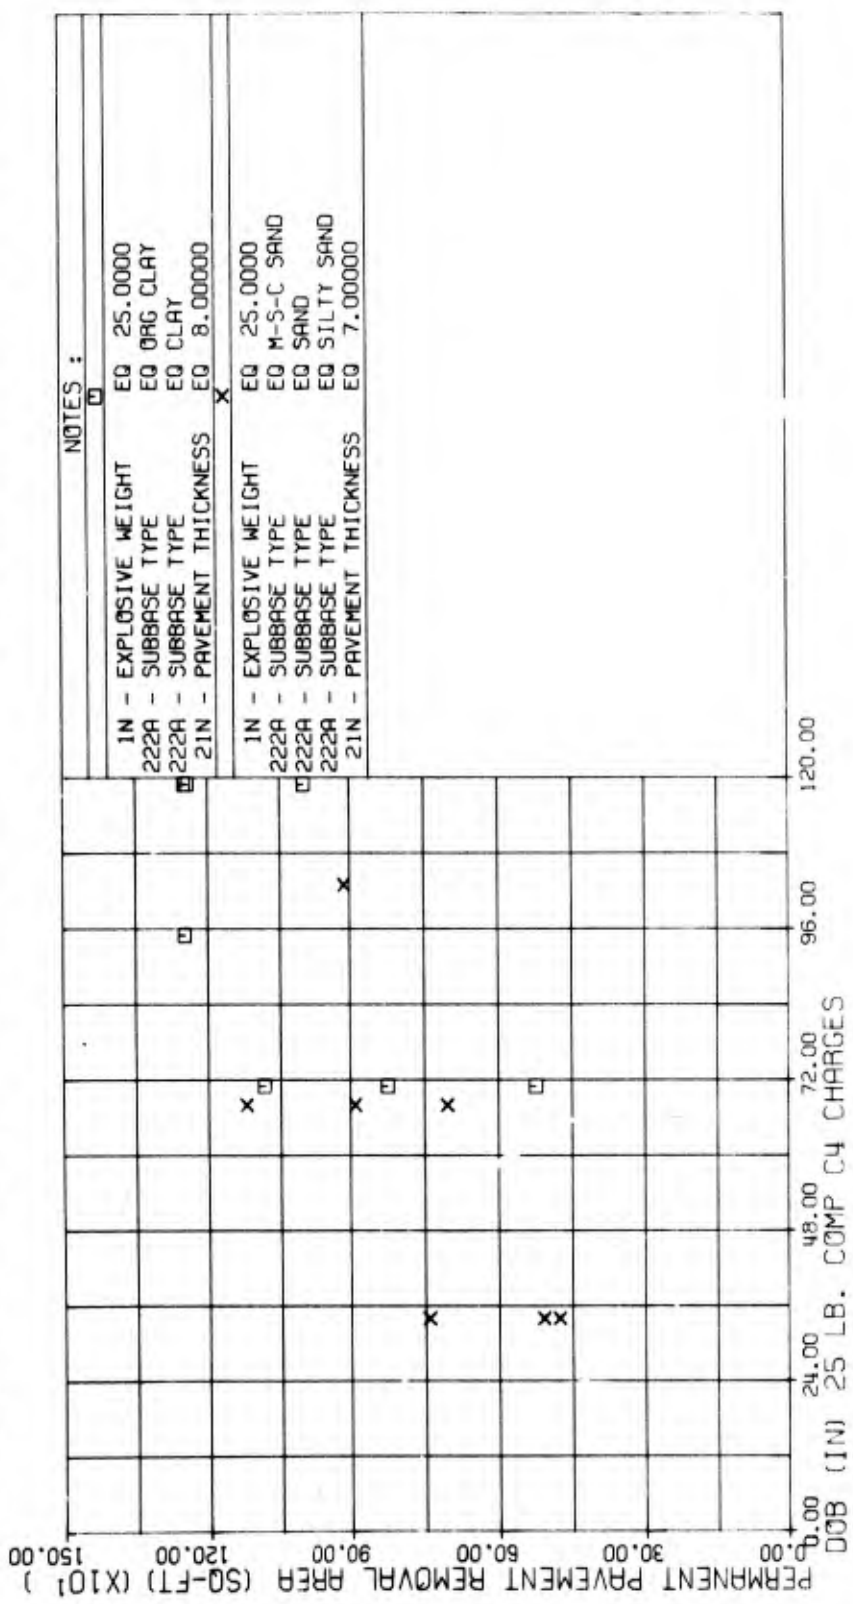 NOTES :
1N - EXPLOSIVE WEIGHT EQ 25.0000
222A - SUBBASE TYPE EQ ORG CLAY
222A - SUBBASE TYPE EQ CLAY
21N - PAVEMENT THICKNESS EQ 8.00000
1N - EXPLOSIVE WEIGHT EQ 25.0000
222A - SUBBASE TYPE EQ M-S-C SAND
222A - SUBBASE TYPE EQ SAND
222A - SUBBASE TYPE EQ SILTY SAND
21N - PAVEMENT THICKNESS EQ 7.00000
PERMANENT PAVEMENT REMOVAL AREA (SQ-FT) (X10¹)
150.00
120.00
90.00
60.00
30.00
0.00
0.00 24.00 48.00 72.00 96.00 120.00
DOB (IN) 25 LB. COMP C4 CHARGES